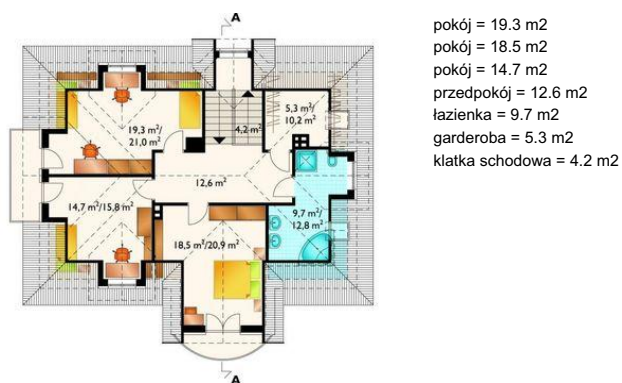 A
19,3 m²/
21,0 m²
4,2 m²
5,3 m²/
10,2 m²
12,6 m²
14,7 m²/15,8 m²
9,7 m²/
12,8 m²
18,5 m²/20,9 m²
A
pokój = 19.3 m2
pokój = 18.5 m2
pokój = 14.7 m2
przedpokój = 12.6 m2
łazienka = 9.7 m2
garderoba = 5.3 m2
klatka schodowa = 4.2 m2